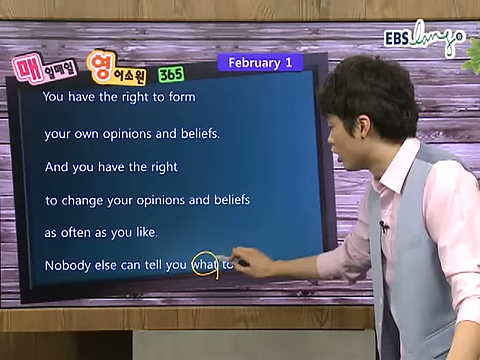 EBSlang e
매일매일 영어소원 365
February 1
You have the right to form
your own opinions and beliefs.
And you have the right
to change your opinions and beliefs
as often as you like.
Nobody else can tell you what to